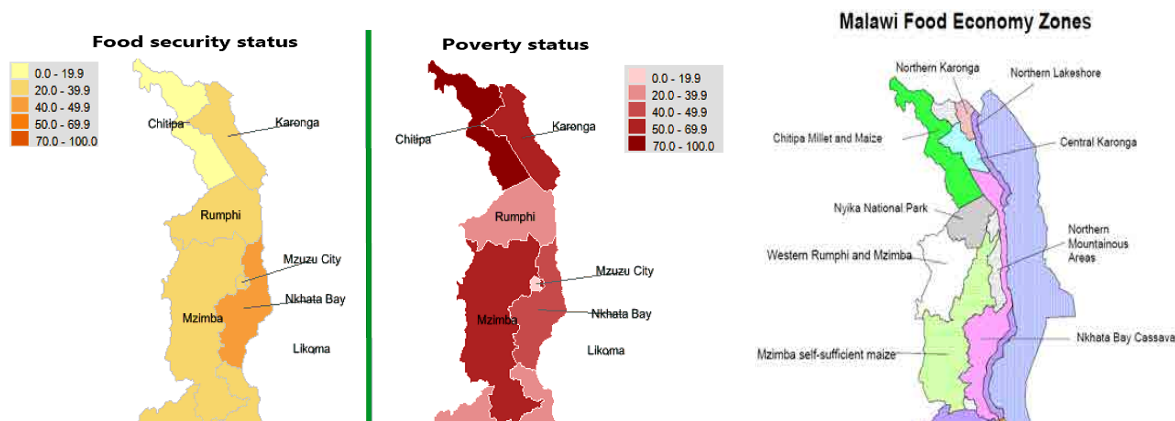 Food security status
0.0 - 19.9
20.0 - 39.9
40.0 - 49.9
50.0 - 69.9
70.0 - 100.0
Chitipa
Karonga
Rumphi
Mzuzu City
Nkhata Bay
Mzimba
Likoma
Poverty status
0.0 - 19.9
20.0 - 39.9
40.0 - 49.9
50.0 - 69.9
70.0 - 100.0
Chitipa
Karonga
Rumphi
Mzuzu City
Mzimba
Nkhata Bay
Likoma
Malawi Food Economy Zones
Northern Karonga
Northern Lakeshore
Chitipa Millet and Maize
Central Karonga
Nyika National Park
Northern
Mountainous
Areas
Western Rumphi and Mzimba
Nkhata Bay Cassava
Mzimba self-sufficient maize